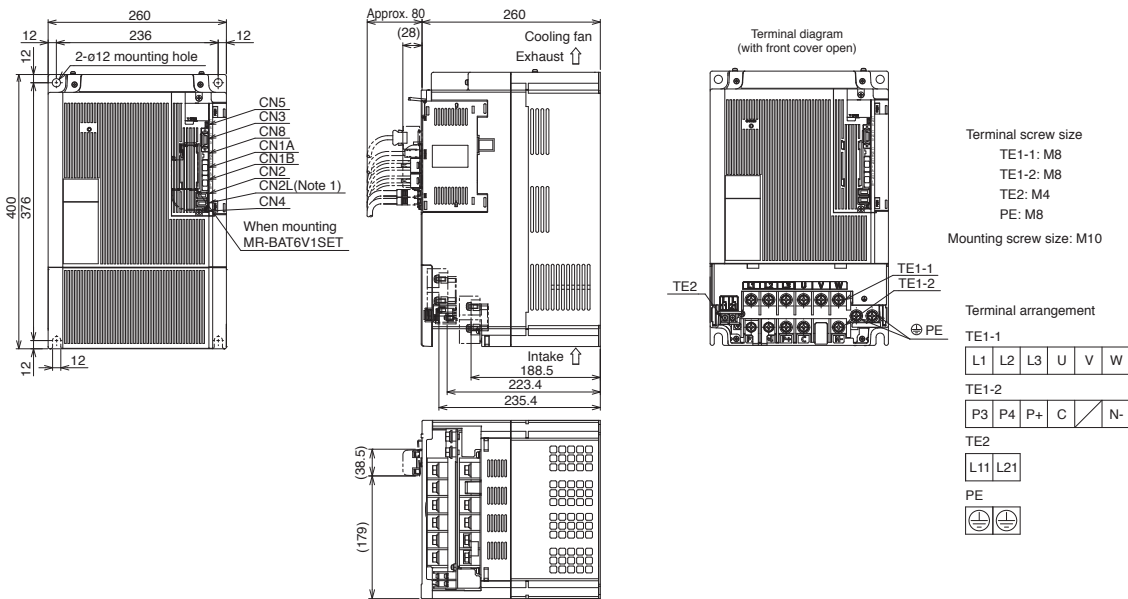 260
12
236
12
12
2-ø12 mounting hole
CN5
CN3
CN8
CN1A
CN1B
CN2
CN2L(Note 1)
CN4
When mounting
MR-BAT6V1SET
400
376
12
12
Approx. 80
260
(28)
Cooling fan
Exhaust
Intake
188.5
223.4
235.4
(38.5)
(179)
Terminal diagram
(with front cover open)
TE2
TE1-1
TE1-2
PE
L1 L2 L3 U V W
Terminal screw size
TE1-1: M8
TE1-2: M8
TE2: M4
PE: M8
Mounting screw size: M10
Terminal arrangement
TE1-1
L1 L2 L3 U V W
TE1-2
P3 P4 P+ C N-
TE2
L11 L21
PE